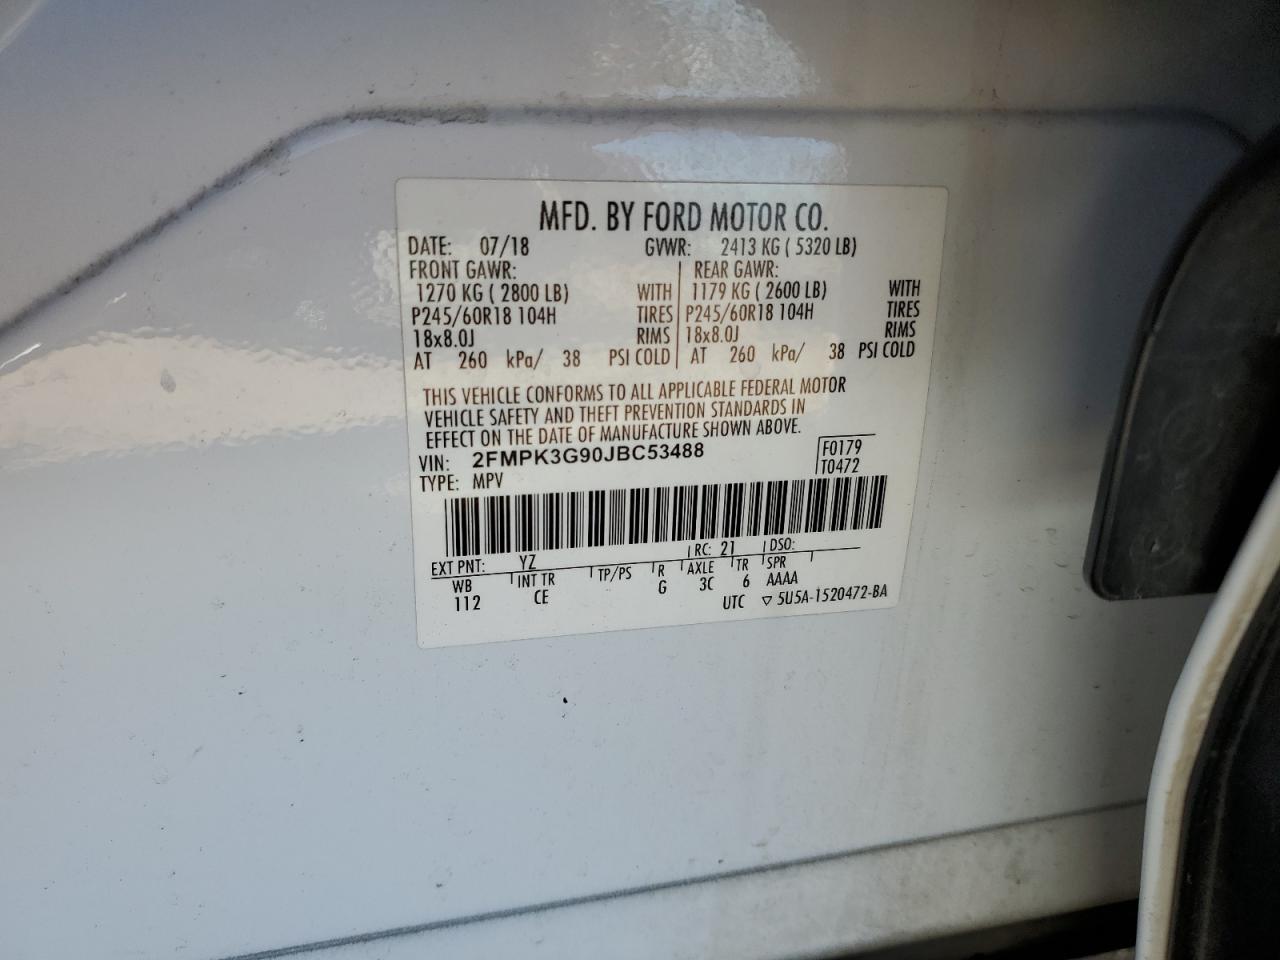 MFD. BY FORD MOTOR CO.
DATE: 07/18 GVWR: 2413 KG ( 5320 LB)
FRONT GAWR: REAR GAWR:
1270 KG ( 2800 LB) WITH 1179 KG ( 2600 LB) WITH
P245/60R18 104H TIRES P245/60R18 104H TIRES
18x8.0J RIMS 18x8.0J RIMS
AT 260 kPa/ 38 PSI COLD AT 260 kPa/ 38 PSI COLD
THIS VEHICLE CONFORMS TO ALL APPLICABLE FEDERAL MOTOR
VEHICLE SAFETY AND THEFT PREVENTION STANDARDS IN
EFFECT ON THE DATE OF MANUFACTURE SHOWN ABOVE.
VIN: 2FMPK3G90JBC53488 F0179
TYPE: MPV T0472
EXT PNT: YZ RC: 21 DSO:
WB INT TR TP/PS R AXLE TR SPR
112 CE G 3C 6 AAAA
UTC ▽ 5U5A-1520472-BA